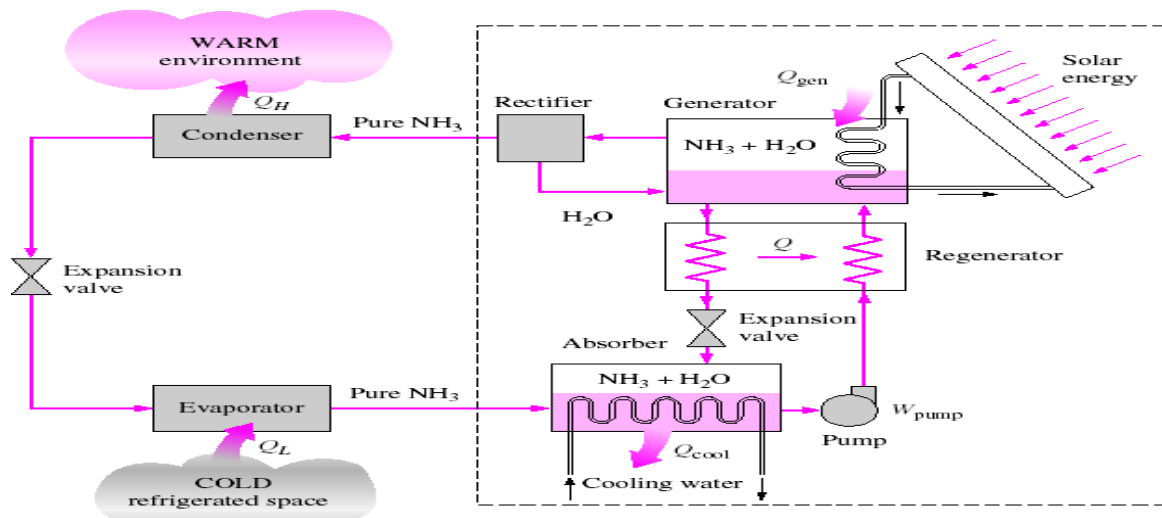 WARM
environment
Q_H
Condenser
Pure NH₃
Rectifier
Generator
Q_gen
Solar
energy
NH₃ + H₂O
H₂O
Q
Regenerator
Expansion
valve
Expansion
valve
Absorber
NH₃ + H₂O
Evaporator
Pure NH₃
Pump
W_pump
Q_L
COLD
refrigerated space
Q_cool
Cooling water